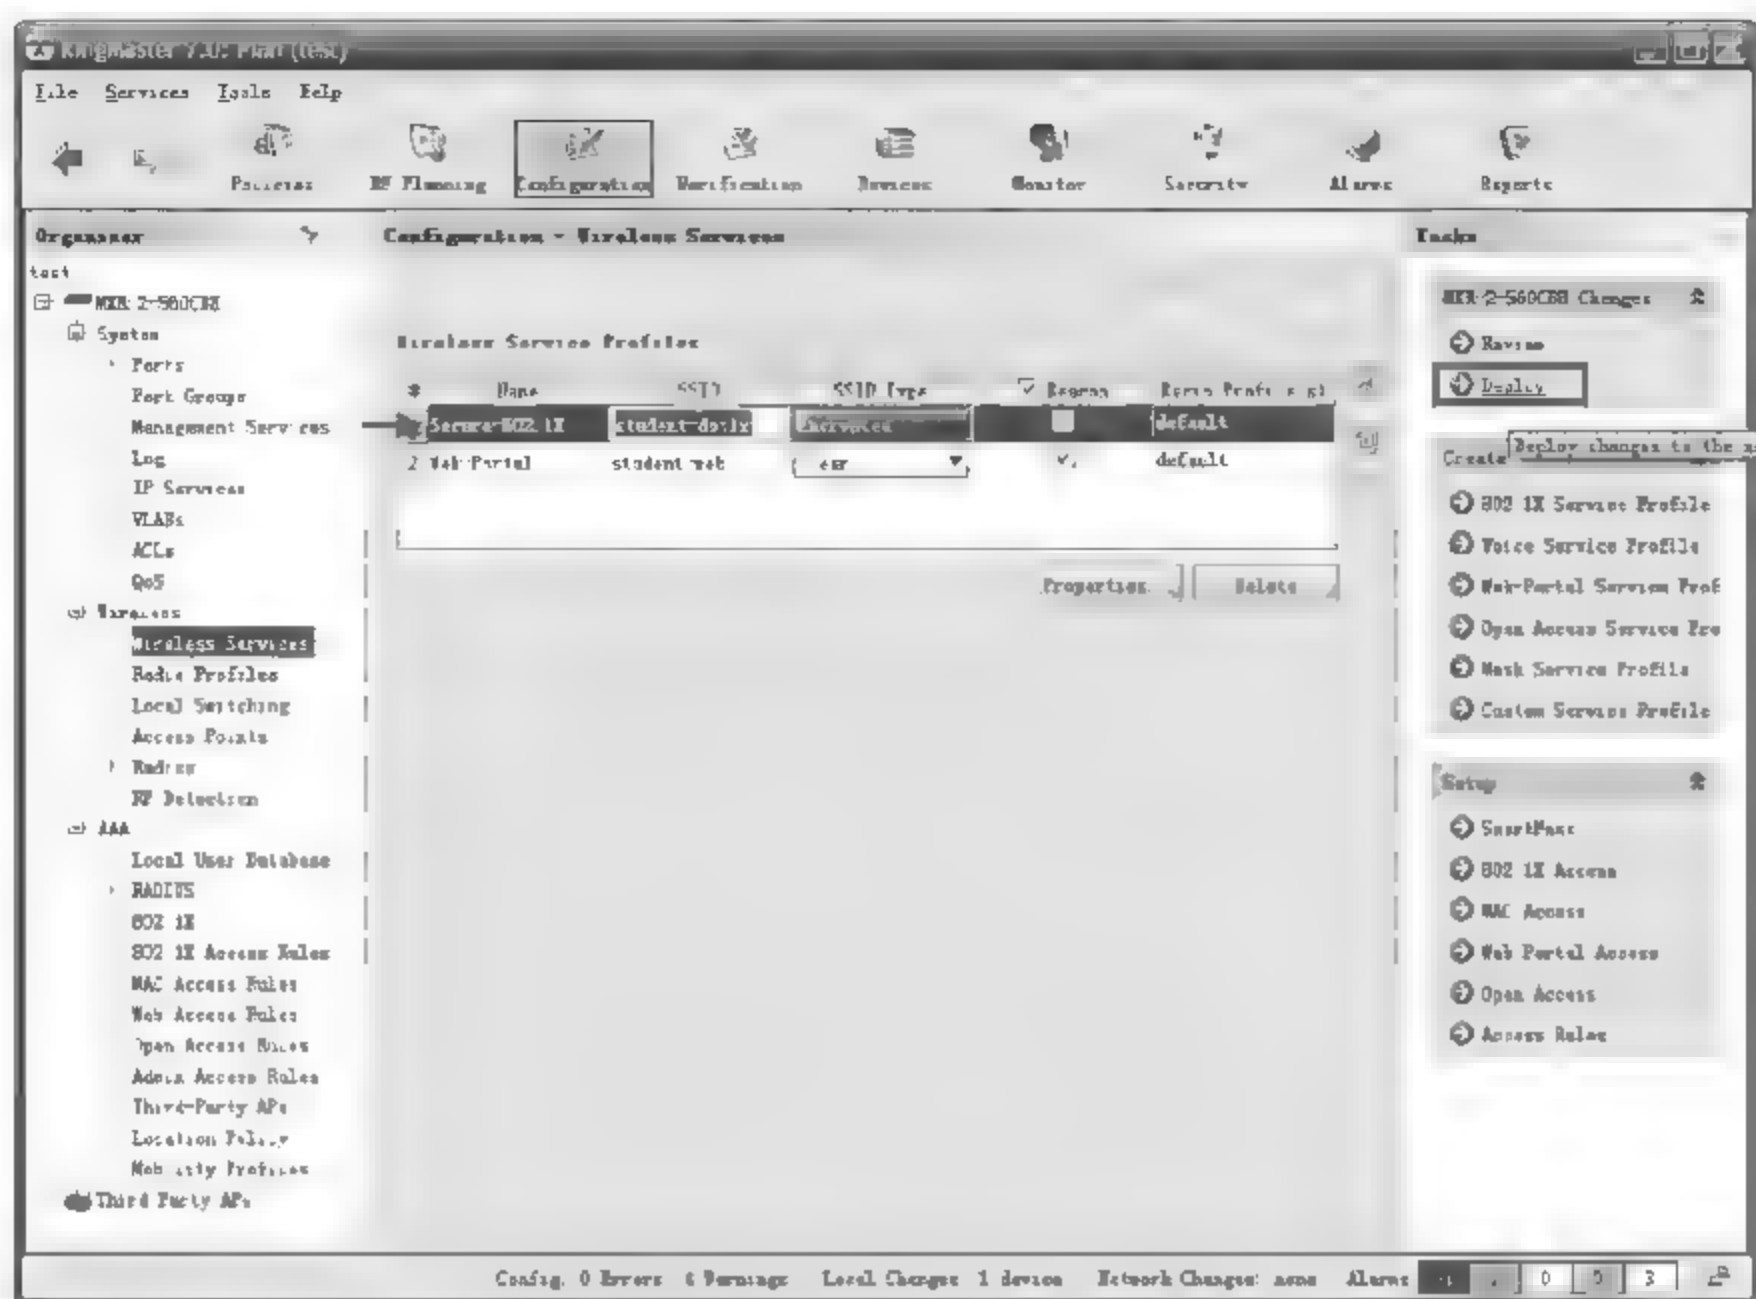 RingMaster 7.0: Plan (test)
File Services Tools Help
Policies RF Planning Configuration Verification Devices Monitor Security Alarms Reports
Organizer
Configuration - Wireless Services
Tasks
test
MXR-2-560CBB
MXR-2-560CBB Changes
System
Ports
Port Groups
Management Services
Log
IP Services
VLANs
ACLs
QoS
Wireless
Wireless Services
Radio Profiles
Local Switching
Access Points
Radios
RF Detection
AAA
Local User Database
RADIUS
802.1X
802.1X Access Rules
MAC Access Rules
Web Access Rules
Open Access Rules
Admin Access Rules
Third-Party APs
Location Policy
Mobility Profiles
Third Party APs
Wireless Service Profiles
# Name SSID SSID Type Beacon Radio Profile(s)
Secure-802.1X student-dot1x Encrypted default
2 Web-Portal student-web default
Properties Delete
Review
Deploy
Deploy changes to the
Create
802.1X Service Profile
Voice Service Profile
Web-Portal Service Prof
Open Access Service Pro
Mesh Service Profile
Custom Service Profile
Setup
SmartPass
802.1X Access
MAC Access
Web Portal Access
Open Access
Access Rules
Config: 0 Errors 6 Warnings Local Changes: 1 device Network Changes: none Alarms 0 3